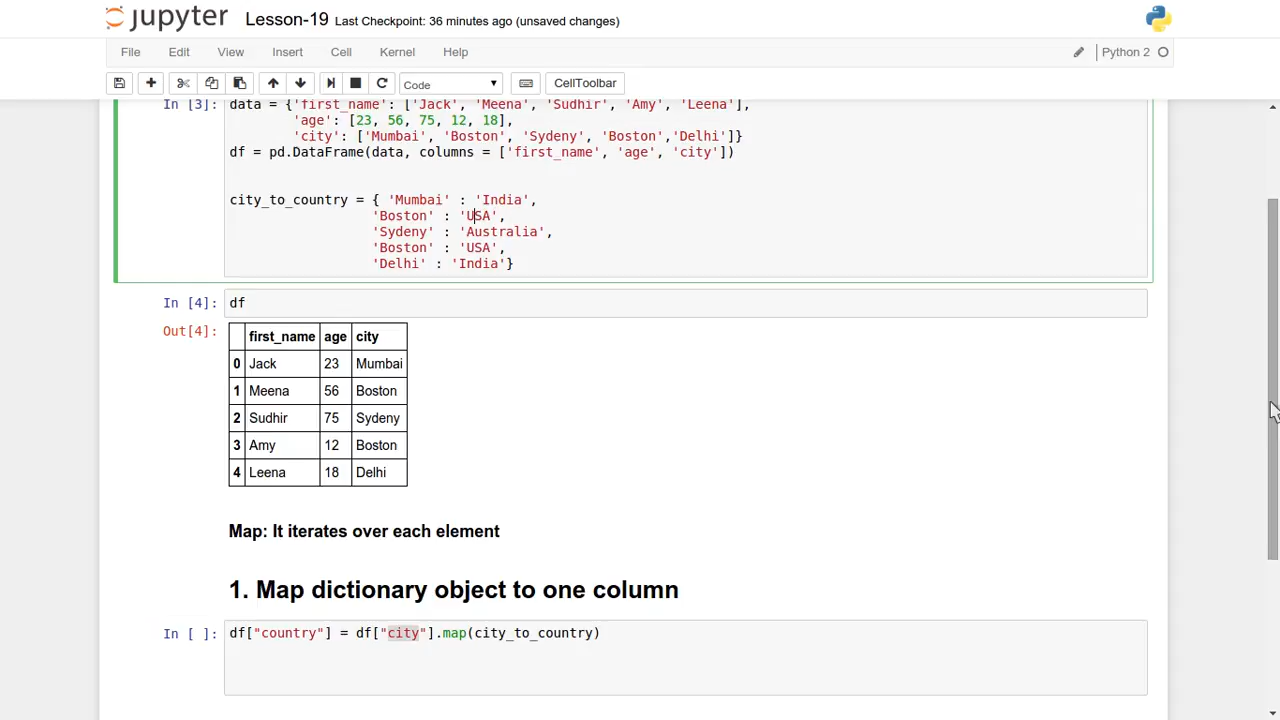 jupyter Lesson-19 Last Checkpoint: 36 minutes ago (unsaved changes)
File Edit View Insert Cell Kernel Help Python 2
Code CellToolbar
In [3]: data = {'first_name': ['Jack', 'Meena', 'Sudhir', 'Amy', 'Leena'],
'age': [23, 56, 75, 12, 18],
'city': ['Mumbai', 'Boston', 'Sydeny', 'Boston','Delhi']}
df = pd.DataFrame(data, columns = ['first_name', 'age', 'city'])
city_to_country = { 'Mumbai' : 'India',
'Boston' : 'USA',
'Sydeny' : 'Australia',
'Boston' : 'USA',
'Delhi' : 'India'}
In [4]: df
Out[4]:
first_name age city
0 Jack 23 Mumbai
1 Meena 56 Boston
2 Sudhir 75 Sydeny
3 Amy 12 Boston
4 Leena 18 Delhi
Map: It iterates over each element
1. Map dictionary object to one column
In [ ]: df["country"] = df["city"].map(city_to_country)